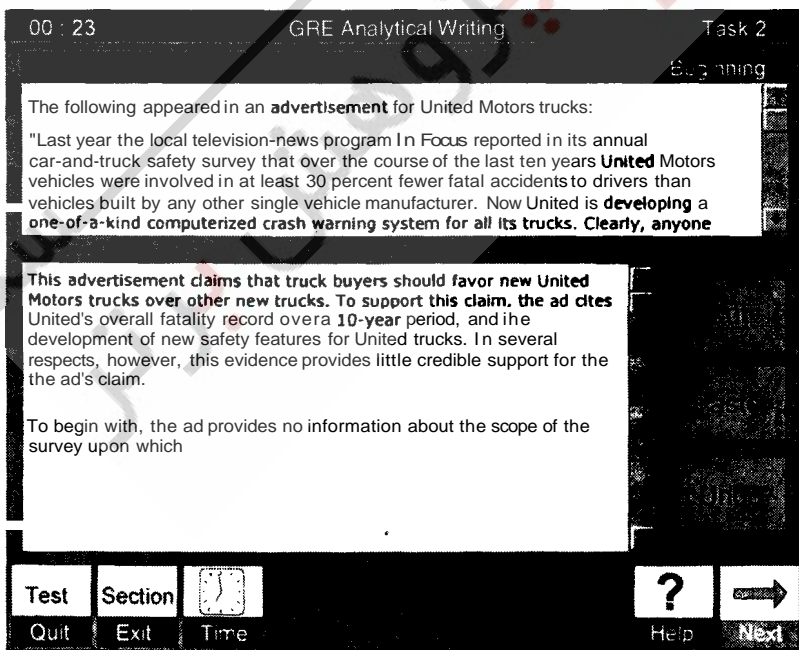 00 : 23 GRE Analytical Writing Task 2
Beginning
The following appeared in an advertisement for United Motors trucks:
"Last year the local television-news program In Focus reported in its annual
car-and-truck safety survey that over the course of the last ten years United Motors
vehicles were involved in at least 30 percent fewer fatal accidents to drivers than
vehicles built by any other single vehicle manufacturer. Now United is developing a
one-of-a-kind computerized crash warning system for all its trucks. Clearly, anyone
This advertisement claims that truck buyers should favor new United
Motors trucks over other new trucks. To support this claim, the ad cites
United's overall fatality record over a 10-year period, and ihe
development of new safety features for United trucks. In several
respects, however, this evidence provides little credible support for the
the ad's claim.
To begin with, the ad provides no information about the scope of the
survey upon which
Test Section ?
Quit Exit Time Help Next